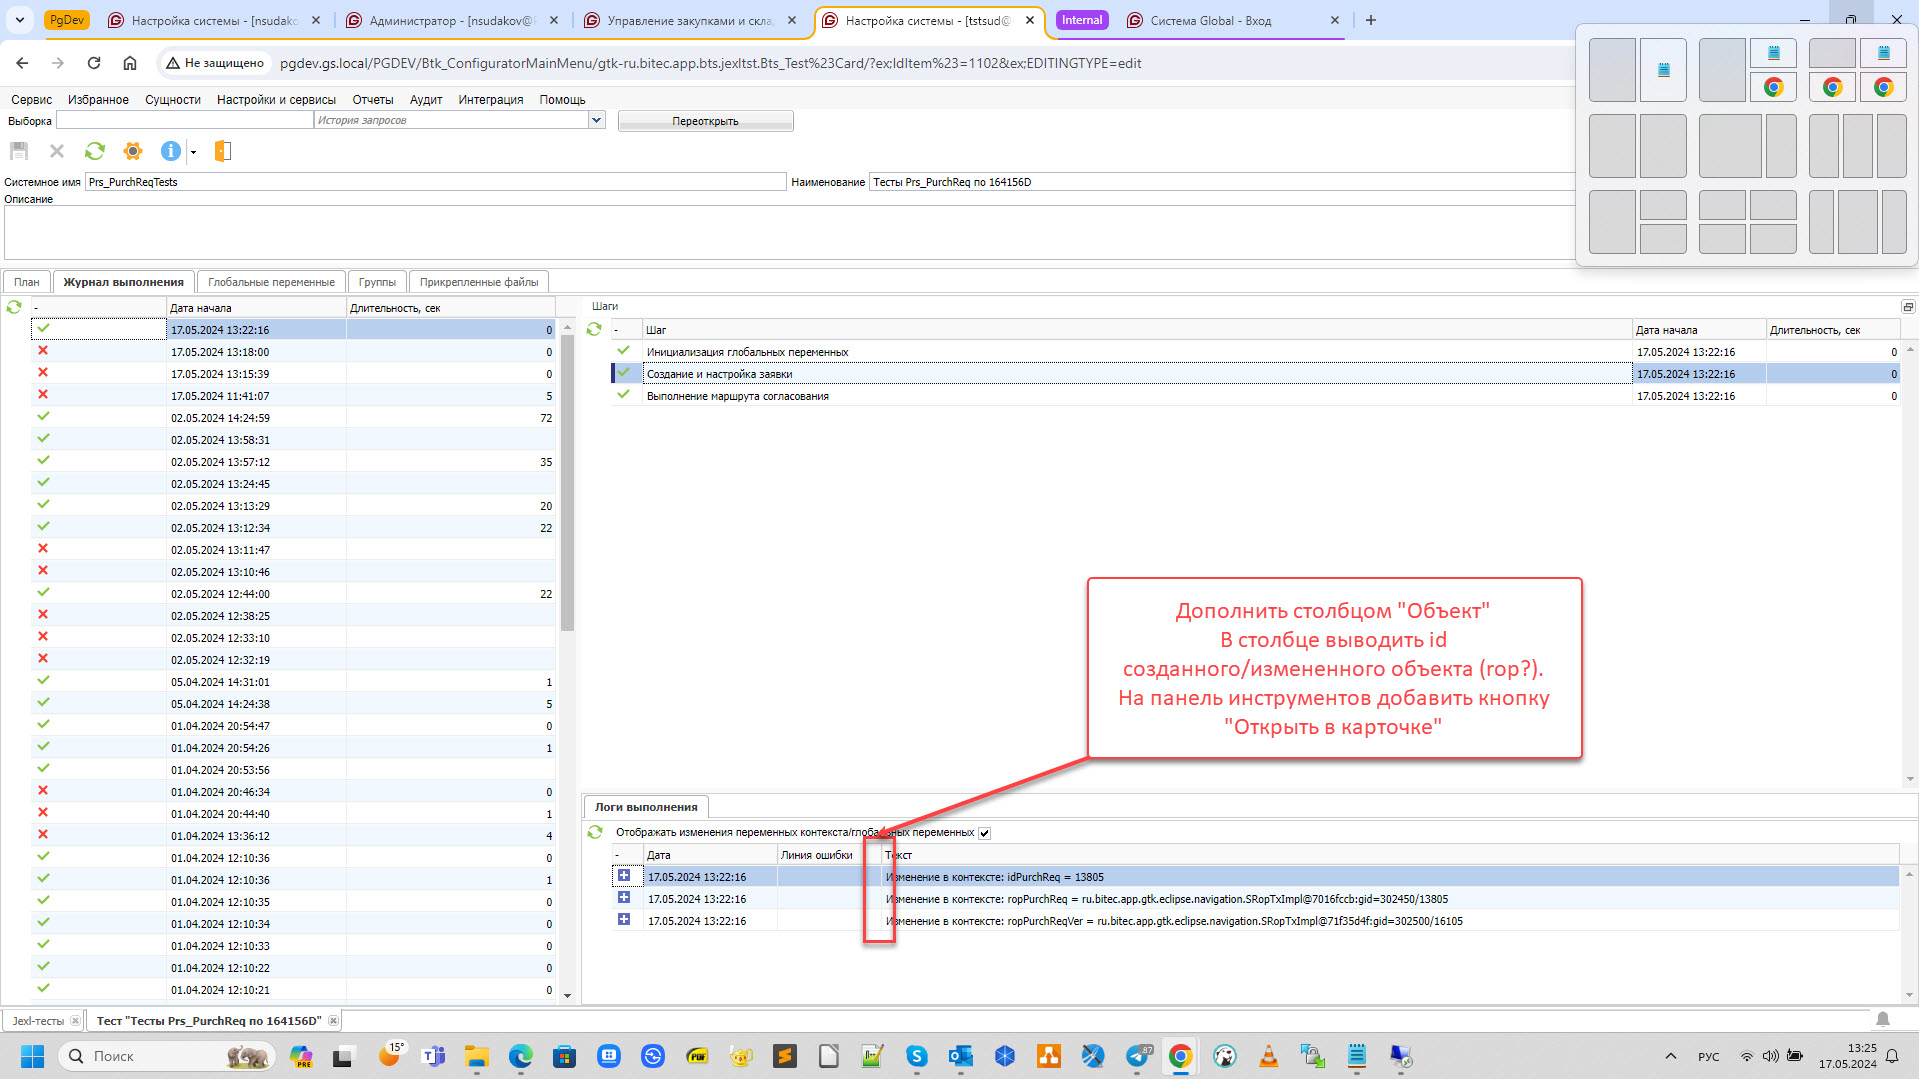 PgDev
Настройка системы - [nsudako
Администратор - [nsudakov@
Управление закупками и скла
Настройка системы - [tstsud@
Internal
Система Global - Вход
Не защищено
pgdev.gs.local/PGDEV/Btk_ConfiguratorMainMenu/gtk-ru.bitec.app.bts.jexltst.Bts_Test%23Card/?ex;IdItem%23=1102&ex;EDITINGTYPE=edit
Сервис Избранное Сущности Настройки и сервисы Отчеты Аудит Интеграция Помощь
Выборка История запросов Переоткрыть
Системное имя Prs_PurchReqTests Наименование Тесты Prs_PurchReq по 164156D
Описание
План Журнал выполнения Глобальные переменные Группы Прикрепленные файлы
- Дата начала Длительность, сек
17.05.2024 13:22:16 0
17.05.2024 13:18:00 0
17.05.2024 13:15:39 0
17.05.2024 11:41:07 5
02.05.2024 14:24:59 72
02.05.2024 13:58:31
02.05.2024 13:57:12 35
02.05.2024 13:24:45
02.05.2024 13:13:29 20
02.05.2024 13:12:34 22
02.05.2024 13:11:47
02.05.2024 13:10:46
02.05.2024 12:44:00 22
02.05.2024 12:38:25
02.05.2024 12:33:10
02.05.2024 12:32:19
05.04.2024 14:31:01 1
05.04.2024 14:24:38 5
01.04.2024 20:54:47 0
01.04.2024 20:54:26 1
01.04.2024 20:53:56
01.04.2024 20:46:34 0
01.04.2024 20:44:40 1
01.04.2024 13:36:12 4
01.04.2024 12:10:36 0
01.04.2024 12:10:36 1
01.04.2024 12:10:35 0
01.04.2024 12:10:34 0
01.04.2024 12:10:33 0
01.04.2024 12:10:22 0
01.04.2024 12:10:21 0
Шаги
- Шаг Дата начала Длительность, сек
Инициализация глобальных переменных 17.05.2024 13:22:16 0
Создание и настройка заявки 17.05.2024 13:22:16 0
Выполнение маршрута согласования 17.05.2024 13:22:16 0
Дополнить столбцом "Объект"
В столбце выводить id
созданного/измененного объекта (rop?).
На панель инструментов добавить кнопку
"Открыть в карточке"
Логи выполнения
Отображать изменения переменных контекста/глобальных переменных
- Дата Линия ошибки Текст
17.05.2024 13:22:16 Изменение в контексте: idPurchReq = 13805
17.05.2024 13:22:16 Изменение в контексте: ropPurchReq = ru.bitec.app.gtk.eclipse.navigation.SRopTxImpl@7016fccb:gid=302450/13805
17.05.2024 13:22:16 Изменение в контексте: ropPurchReqVer = ru.bitec.app.gtk.eclipse.navigation.SRopTxImpl@71f35d4f:gid=302500/16105
Jexl-тесты Тест "Тесты Prs_PurchReq по 164156D"
Поиск
PRE
15°
PDF
87
РУС
13:25
17.05.2024